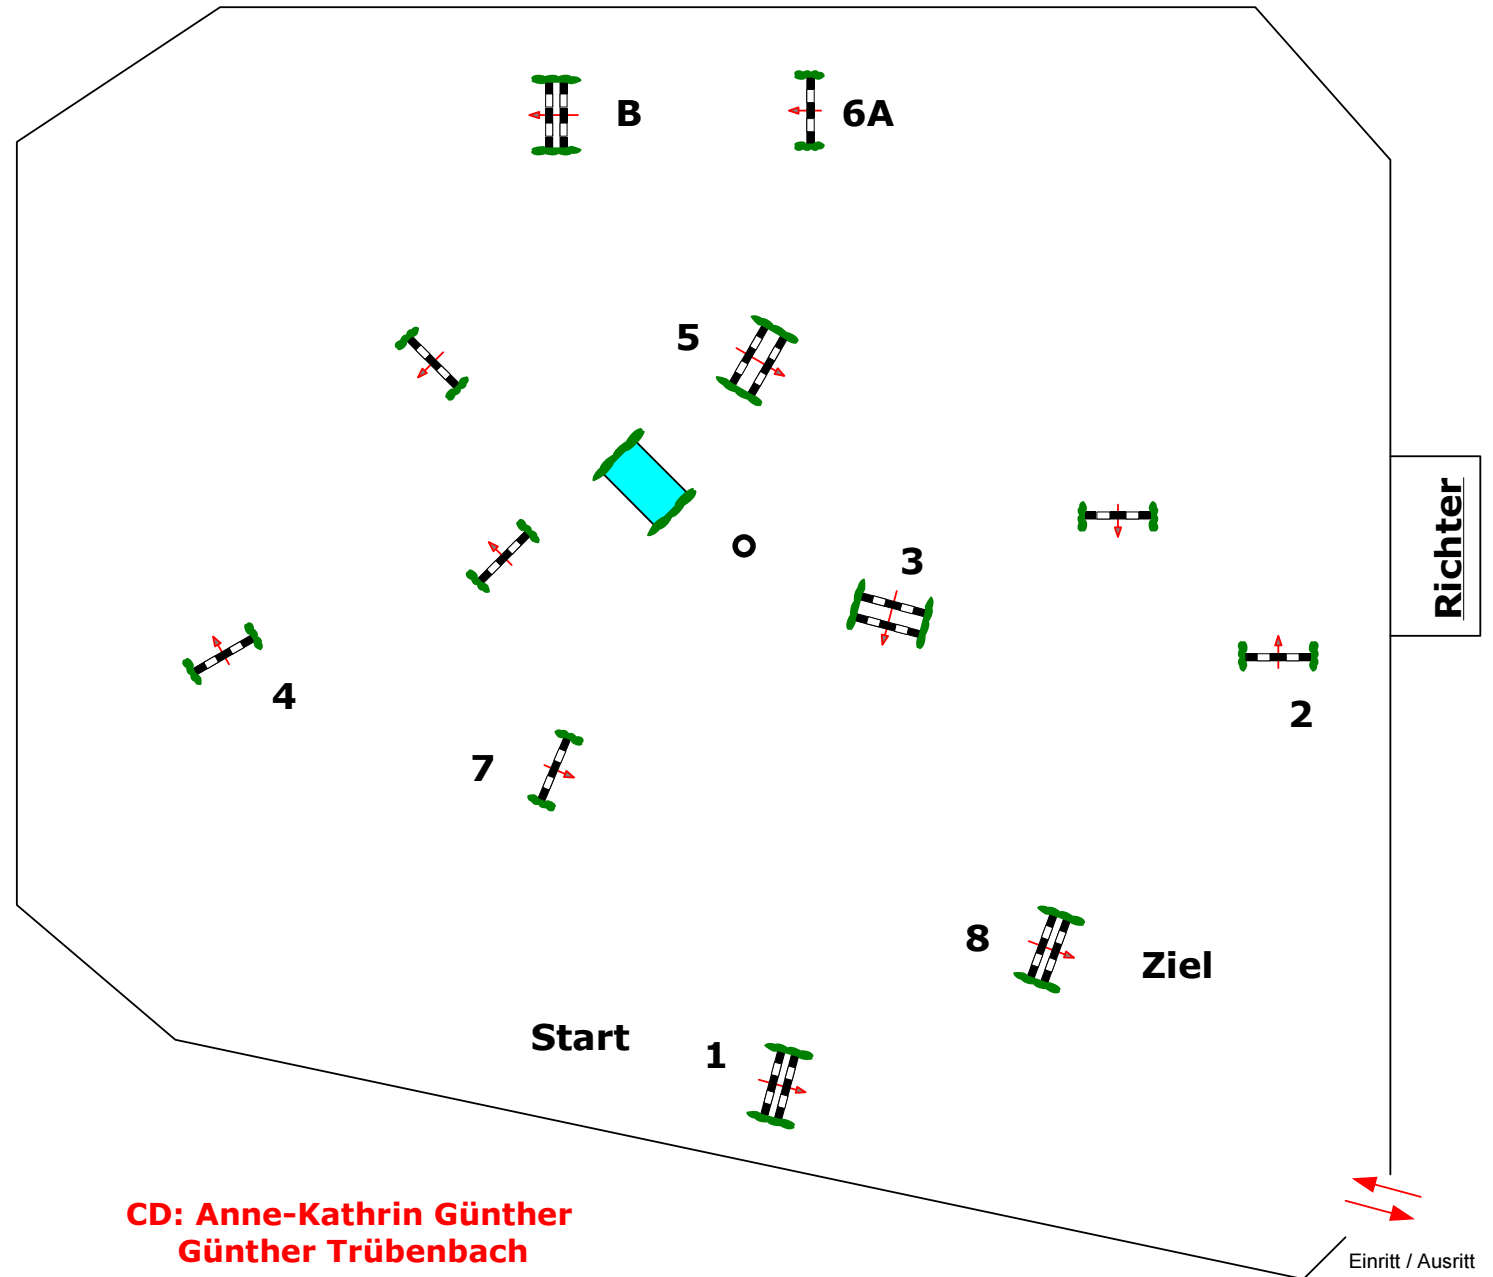 B
6A
5
3
Richter
2
4
7
8
Ziel
Start
1
CD: Anne-Kathrin Günther
Günther Trübenbach
Einritt / Ausritt